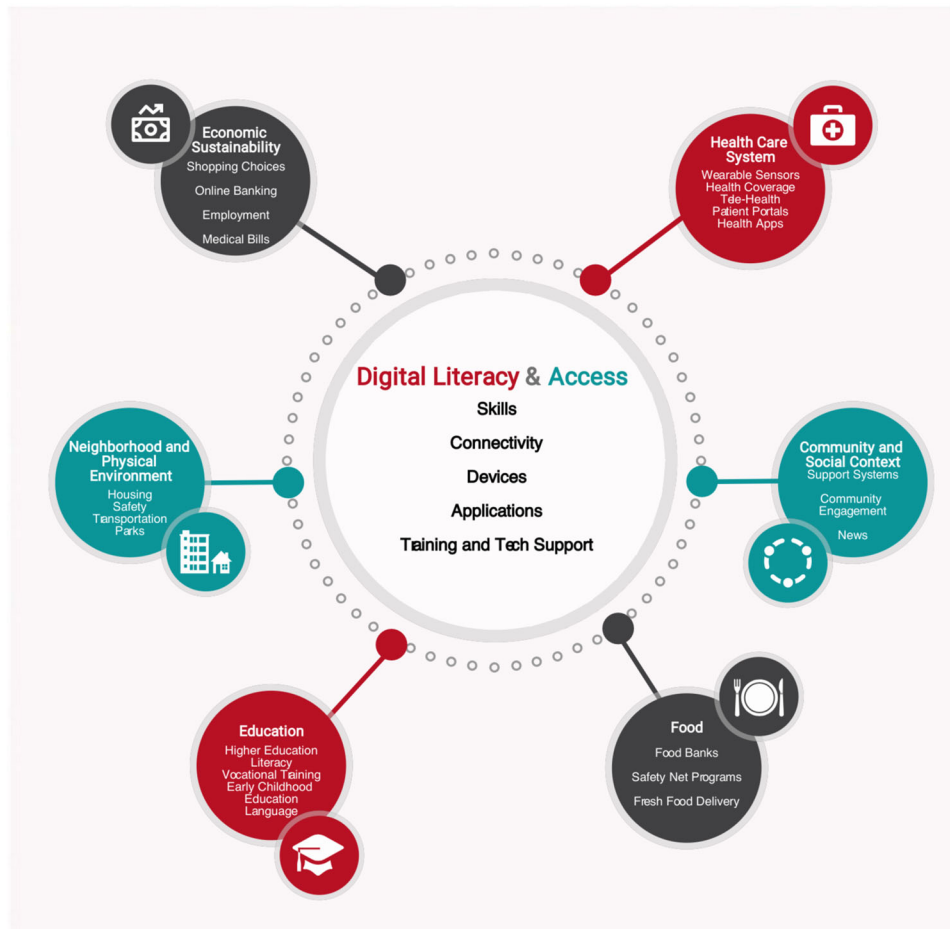 Economic
Sustainability
Shopping Choices
Online Banking
Employment
Medical Bills
Health Care
System
Wearable Sensors
Health Coverage
Tele-Health
Patient Portals
Health Apps
Digital Literacy & Access
Skills
Connectivity
Devices
Applications
Training and Tech Support
Neighborhood and
Physical
Environment
Housing
Safety
Transportation
Parks
Community and
Social Context
Support Systems
Community
Engagement
News
Education
Higher Education
Literacy
Vocational Training
Early Childhood
Education
Language
Food
Food Banks
Safety Net Programs
Fresh Food Delivery